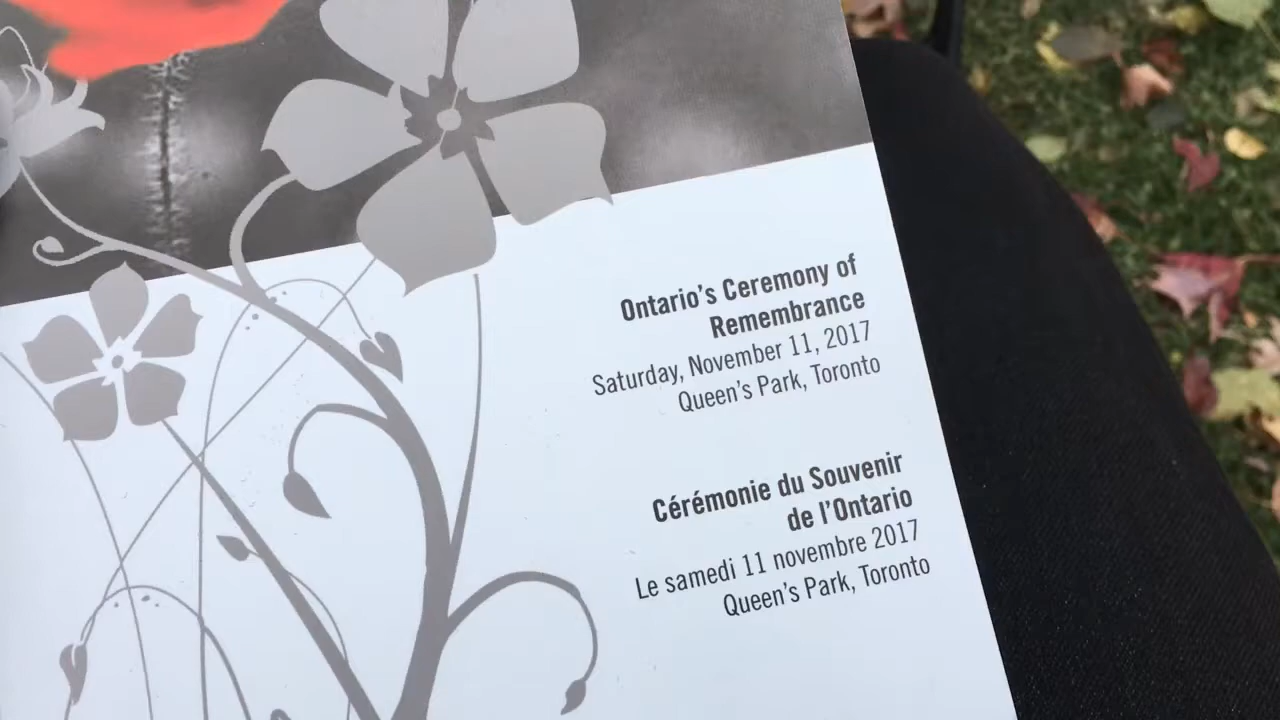 Ontario's Ceremony of
Remembrance
Saturday, November 11, 2017
Queen's Park, Toronto
Cérémonie du Souvenir
de l'Ontario
Le samedi 11 novembre 2017
Queen's Park, Toronto